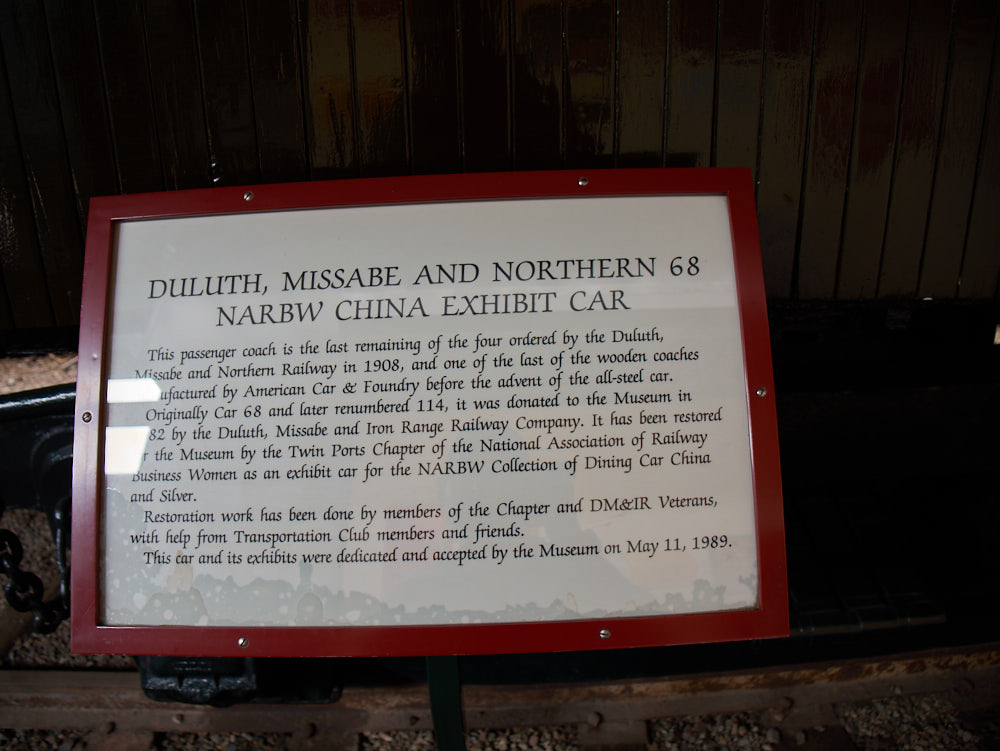 DULUTH, MISSABE AND NORTHERN 68
NARBW CHINA EXHIBIT CAR
This passenger coach is the last remaining of the four ordered by the Duluth,
Missabe and Northern Railway in 1908, and one of the last of the wooden coaches
ufactured by American Car & Foundry before the advent of the all-steel car.
Originally Car 68 and later renumbered 114, it was donated to the Museum in
82 by the Duluth, Missabe and Iron Range Railway Company. It has been restored
r the Museum by the Twin Ports Chapter of the National Association of Railway
Business Women as an exhibit car for the NARBW Collection of Dining Car China
and Silver.
Restoration work has been done by members of the Chapter and DM&IR Veterans,
with help from Transportation Club members and friends.
This car and its exhibits were dedicated and accepted by the Museum on May 11, 1989.